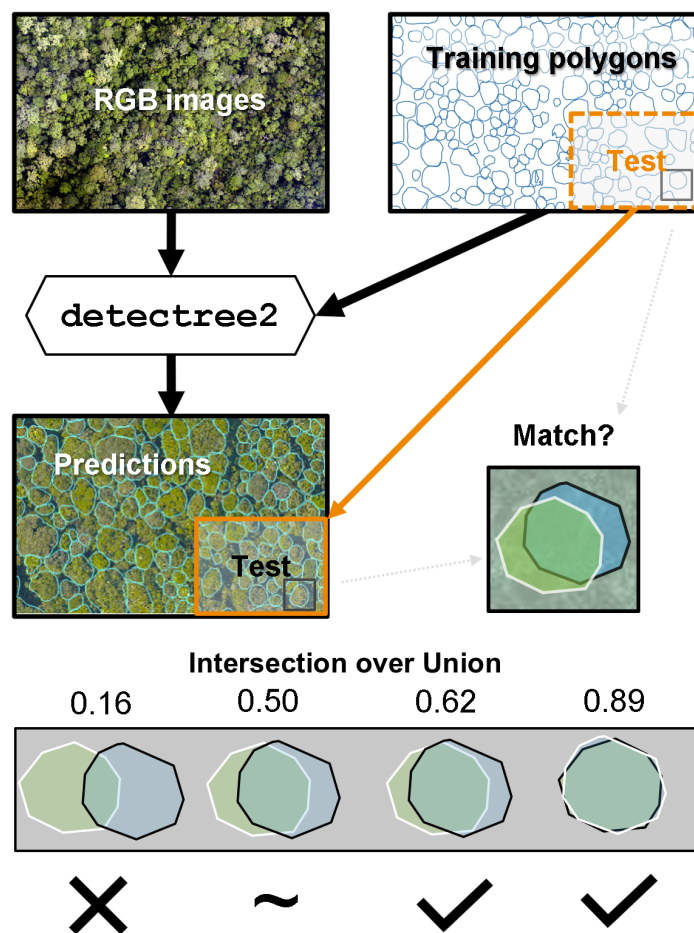 RGB images
Training polygons
Test
detectree2
Match?
Predictions
Test
Intersection over Union
0.16 0.50 0.62 0.89
~